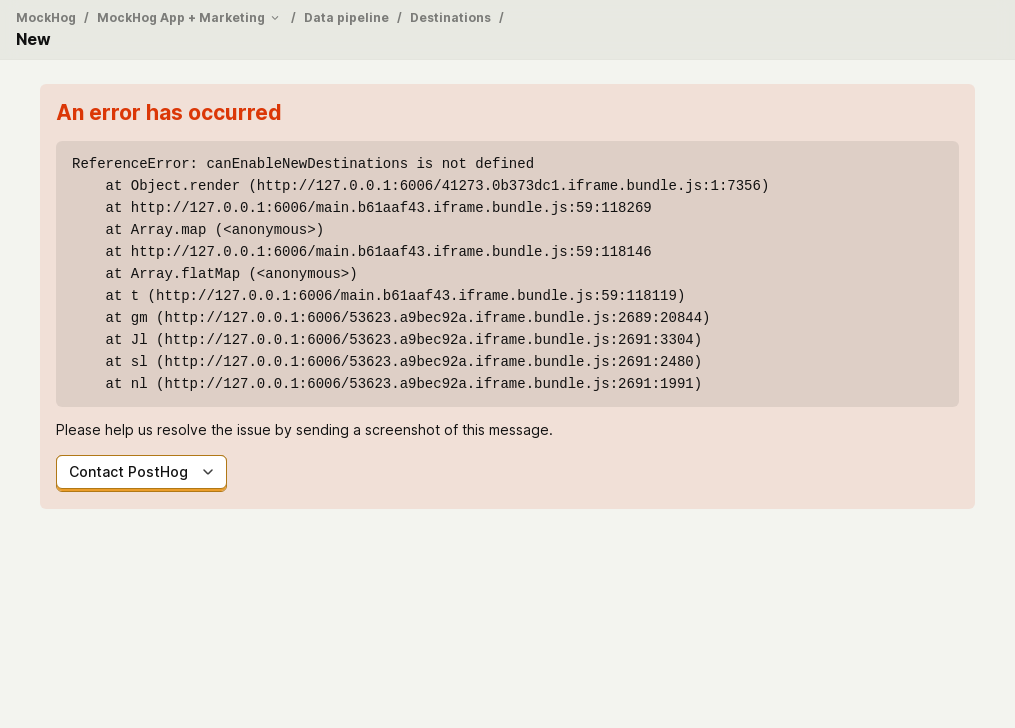 MockHog / MockHog App + Marketing / Data pipeline / Destinations /
New
An error has occurred
ReferenceError: canEnableNewDestinations is not defined
    at Object.render (http://127.0.0.1:6006/41273.0b373dc1.iframe.bundle.js:1:7356)
    at http://127.0.0.1:6006/main.b61aaf43.iframe.bundle.js:59:118269
    at Array.map (<anonymous>)
    at http://127.0.0.1:6006/main.b61aaf43.iframe.bundle.js:59:118146
    at Array.flatMap (<anonymous>)
    at t (http://127.0.0.1:6006/main.b61aaf43.iframe.bundle.js:59:118119)
    at gm (http://127.0.0.1:6006/53623.a9bec92a.iframe.bundle.js:2689:20844)
    at Jl (http://127.0.0.1:6006/53623.a9bec92a.iframe.bundle.js:2691:3304)
    at sl (http://127.0.0.1:6006/53623.a9bec92a.iframe.bundle.js:2691:2480)
    at nl (http://127.0.0.1:6006/53623.a9bec92a.iframe.bundle.js:2691:1991)
Please help us resolve the issue by sending a screenshot of this message.
Contact PostHog